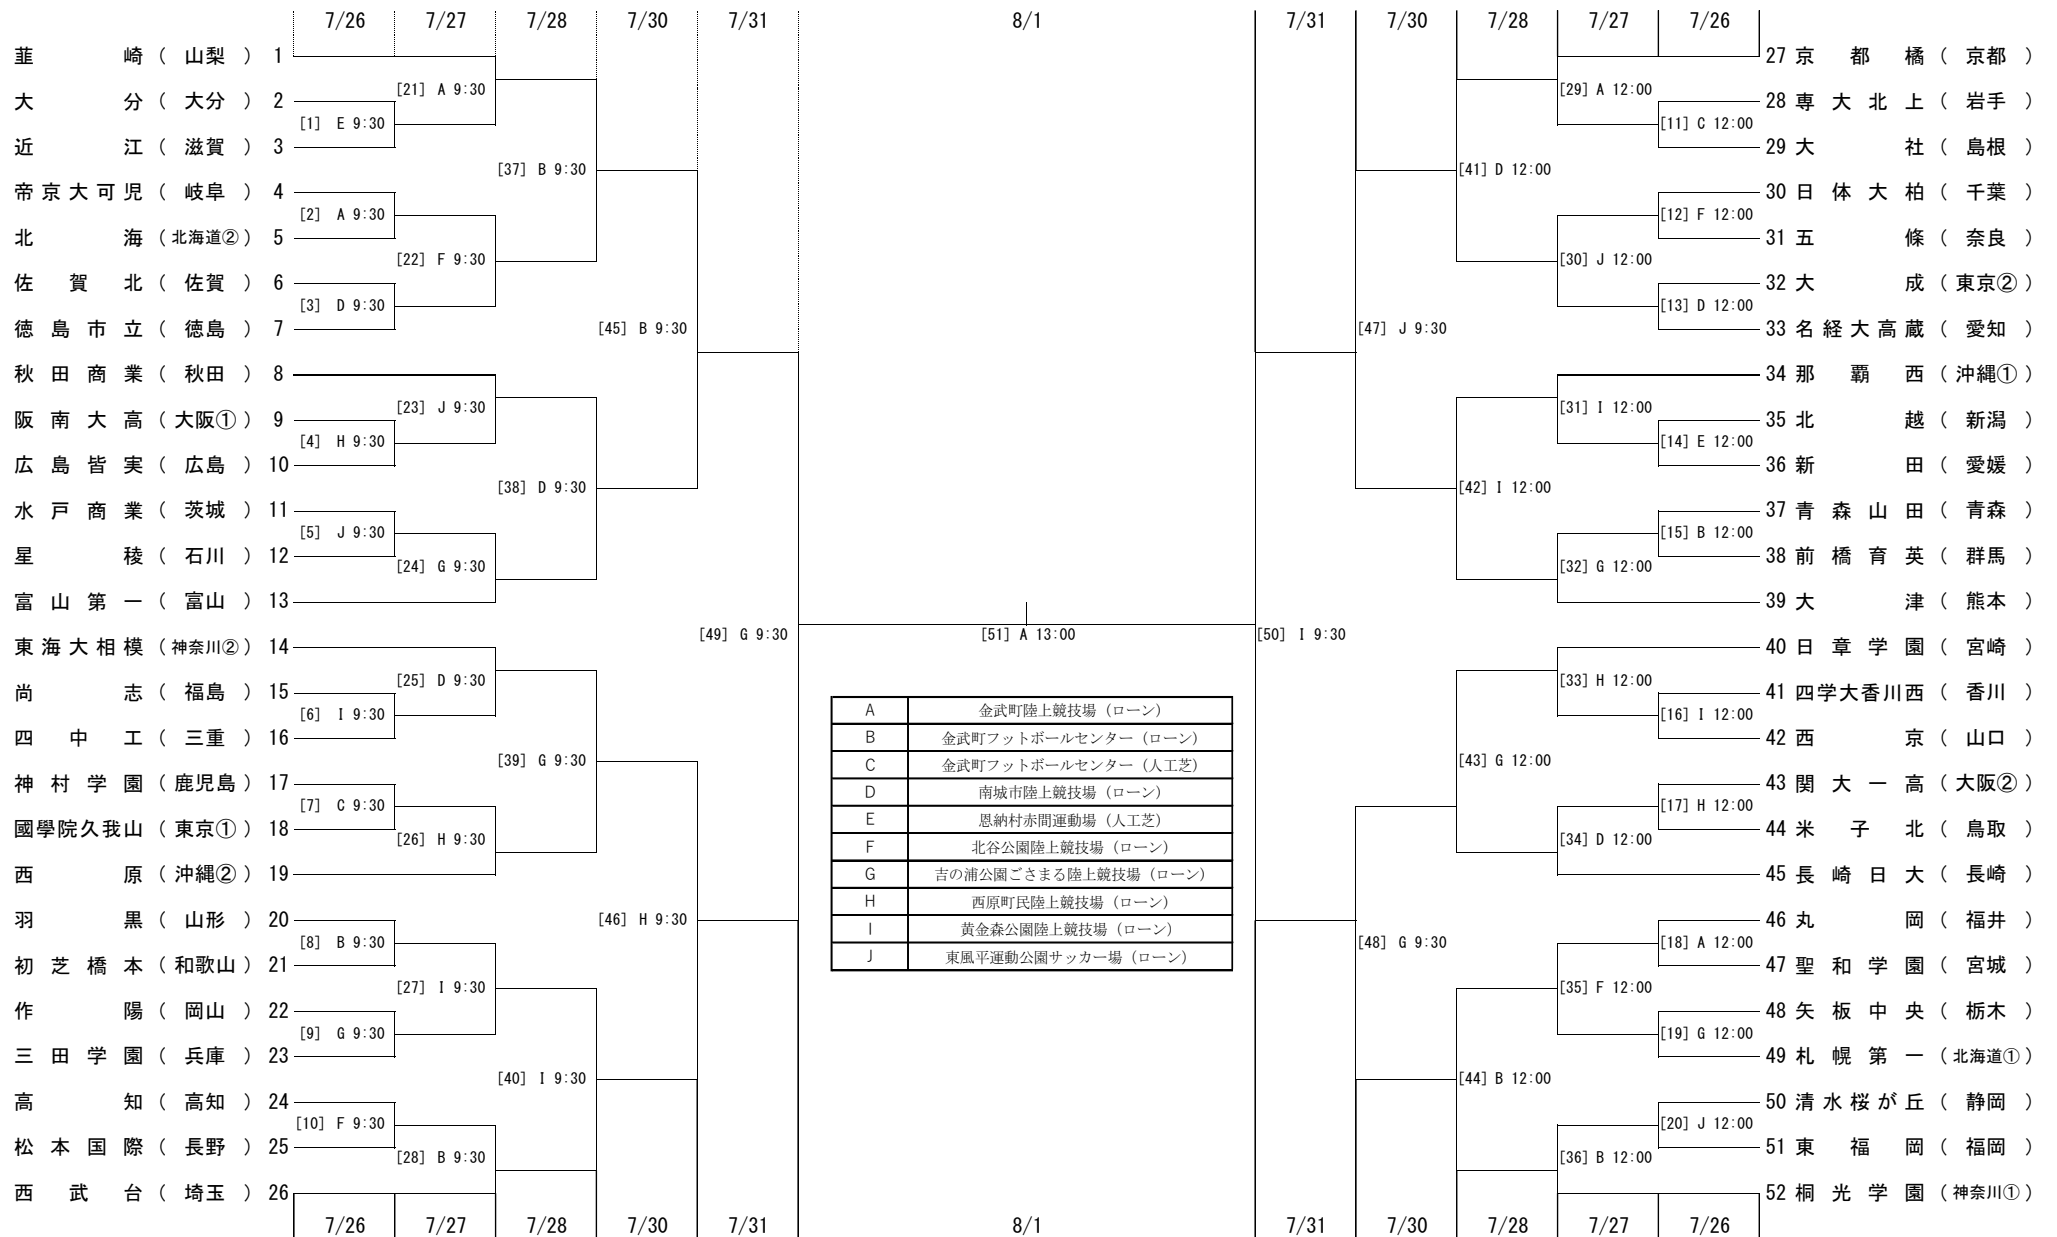 7/26 7/27 7/28 7/30 7/31 8/1 7/31 7/30 7/28 7/27 7/26
韮崎（山梨）1
[21] A 9:30
大分（大分）2
[1] E 9:30
近江（滋賀）3
[37] B 9:30
帝京大可児（岐阜）4
[2] A 9:30
北海（北海道②）5
[22] F 9:30
佐賀北（佐賀）6
[3] D 9:30
徳島市立（徳島）7
[45] B 9:30
秋田商業（秋田）8
[23] J 9:30
阪南大高（大阪①）9
[4] H 9:30
広島皆実（広島）10
[38] D 9:30
水戸商業（茨城）11
[5] J 9:30
星稜（石川）12
[24] G 9:30
富山第一（富山）13
[49] G 9:30
東海大相模（神奈川②）14
[25] D 9:30
尚志（福島）15
[6] I 9:30
四中工（三重）16
[39] G 9:30
神村学園（鹿児島）17
[7] C 9:30
國學院久我山（東京①）18
[26] H 9:30
西原（沖縄②）19
羽黒（山形）20
[46] H 9:30
[8] B 9:30
初芝橋本（和歌山）21
[27] I 9:30
作陽（岡山）22
[9] G 9:30
三田学園（兵庫）23
[40] I 9:30
高知（高知）24
[10] F 9:30
松本国際（長野）25
[28] B 9:30
西武台（埼玉）26
[51] A 13:00
A 金武町陸上競技場（ローン）
B 金武町フットボールセンター（ローン）
C 金武町フットボールセンター（人工芝）
D 南城市陸上競技場（ローン）
E 恩納村赤間運動場（人工芝）
F 北谷公園陸上競技場（ローン）
G 吉の浦公園ごさまる陸上競技場（ローン）
H 西原町民陸上競技場（ローン）
I 黄金森公園陸上競技場（ローン）
J 東風平運動公園サッカー場（ローン）
27 京都橘（京都）
[29] A 12:00
28 専大北上（岩手）
[11] C 12:00
29 大社（島根）
[41] D 12:00
30 日体大柏（千葉）
[12] F 12:00
31 五條（奈良）
[30] J 12:00
32 大成（東京②）
[13] D 12:00
33 名経大高蔵（愛知）
[47] J 9:30
34 那覇西（沖縄①）
[31] I 12:00
35 北越（新潟）
[14] E 12:00
36 新田（愛媛）
[42] I 12:00
37 青森山田（青森）
[15] B 12:00
38 前橋育英（群馬）
[32] G 12:00
39 大津（熊本）
[50] I 9:30
40 日章学園（宮崎）
[33] H 12:00
41 四学大香川西（香川）
[16] I 12:00
42 西京（山口）
[43] G 12:00
43 関大一高（大阪②）
[17] H 12:00
44 米子北（鳥取）
[34] D 12:00
45 長崎日大（長崎）
46 丸岡（福井）
[48] G 9:30
[18] A 12:00
47 聖和学園（宮城）
[35] F 12:00
48 矢板中央（栃木）
[19] G 12:00
49 札幌第一（北海道①）
[44] B 12:00
50 清水桜が丘（静岡）
[20] J 12:00
51 東福岡（福岡）
[36] B 12:00
52 桐光学園（神奈川①）
7/26 7/27 7/28 7/30 7/31 8/1 7/31 7/30 7/28 7/27 7/26